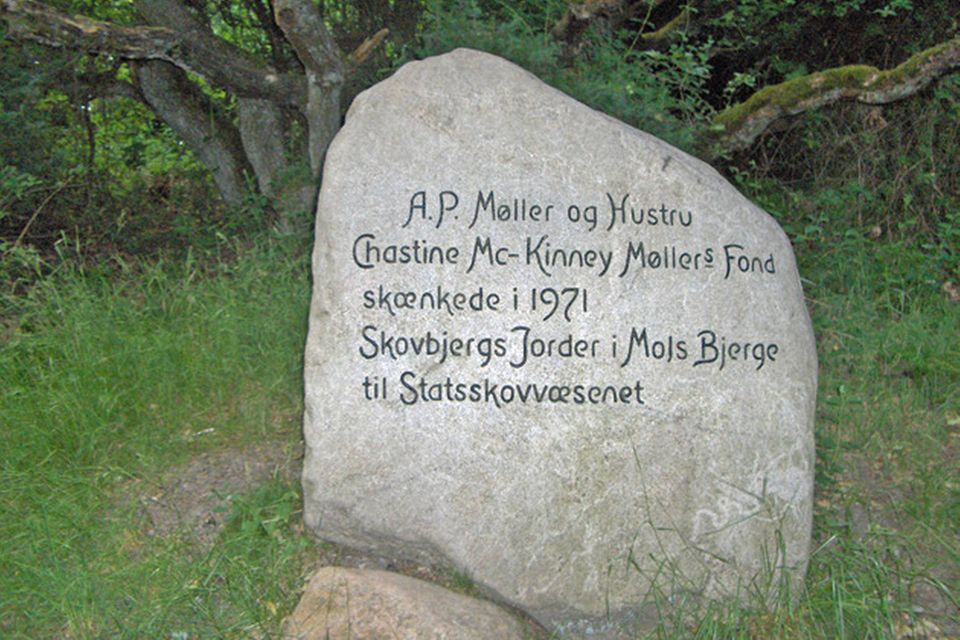 A.P. Møller og Hustru
Chastine Mc-Kinney Møllers Fond
skænkede i 1971
Skovbjergs Jorder i Mols Bjerge
til Statsskovvæsenet